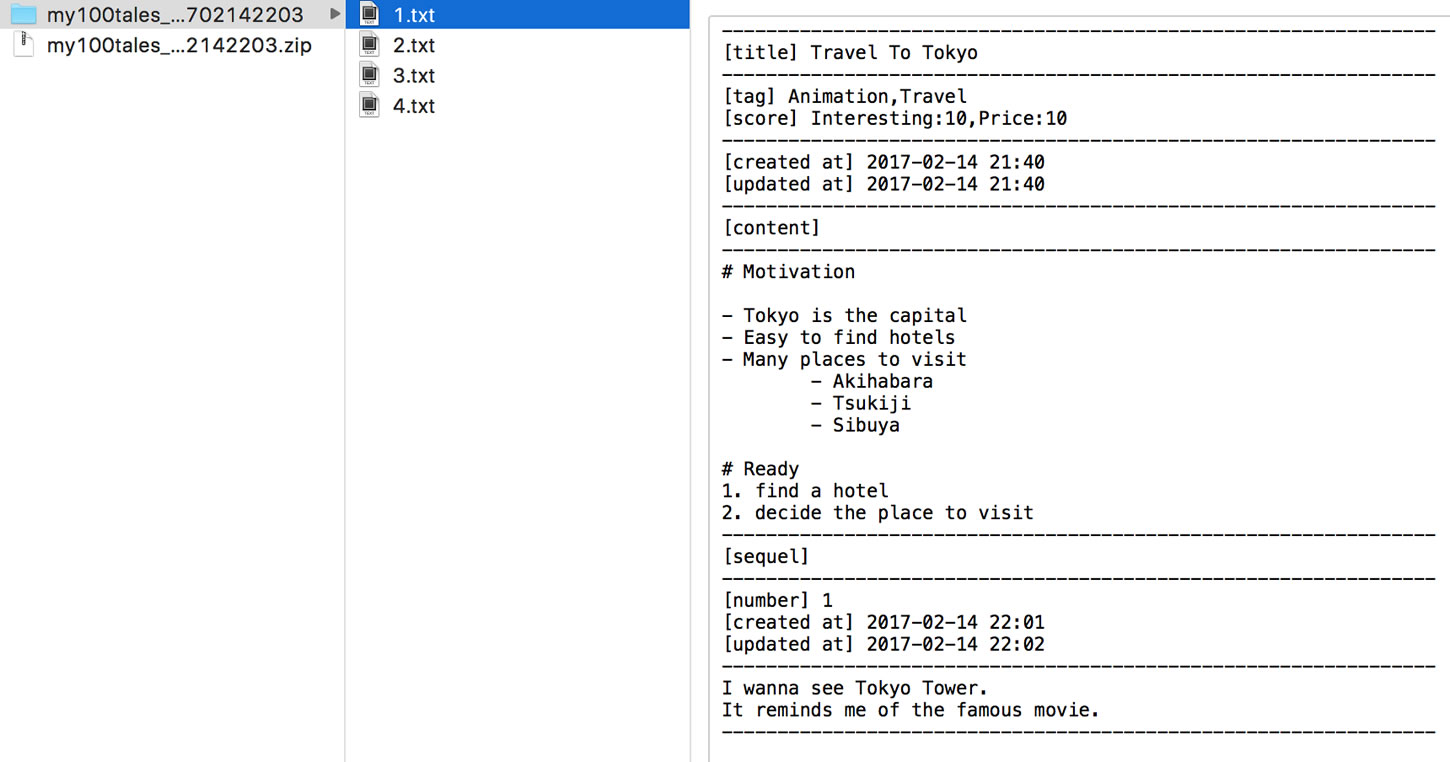 my100tales_...702142203
my100tales_...2142203.zip
1.txt
2.txt
3.txt
4.txt
[title] Travel To Tokyo
[tag] Animation,Travel
[score] Interesting:10,Price:10
[created at] 2017-02-14 21:40
[updated at] 2017-02-14 21:40
[content]
# Motivation
- Tokyo is the capital
- Easy to find hotels
- Many places to visit
- Akihabara
- Tsukiji
- Sibuya
# Ready
1. find a hotel
2. decide the place to visit
[sequel]
[number] 1
[created at] 2017-02-14 22:01
[updated at] 2017-02-14 22:02
I wanna see Tokyo Tower.
It reminds me of the famous movie.